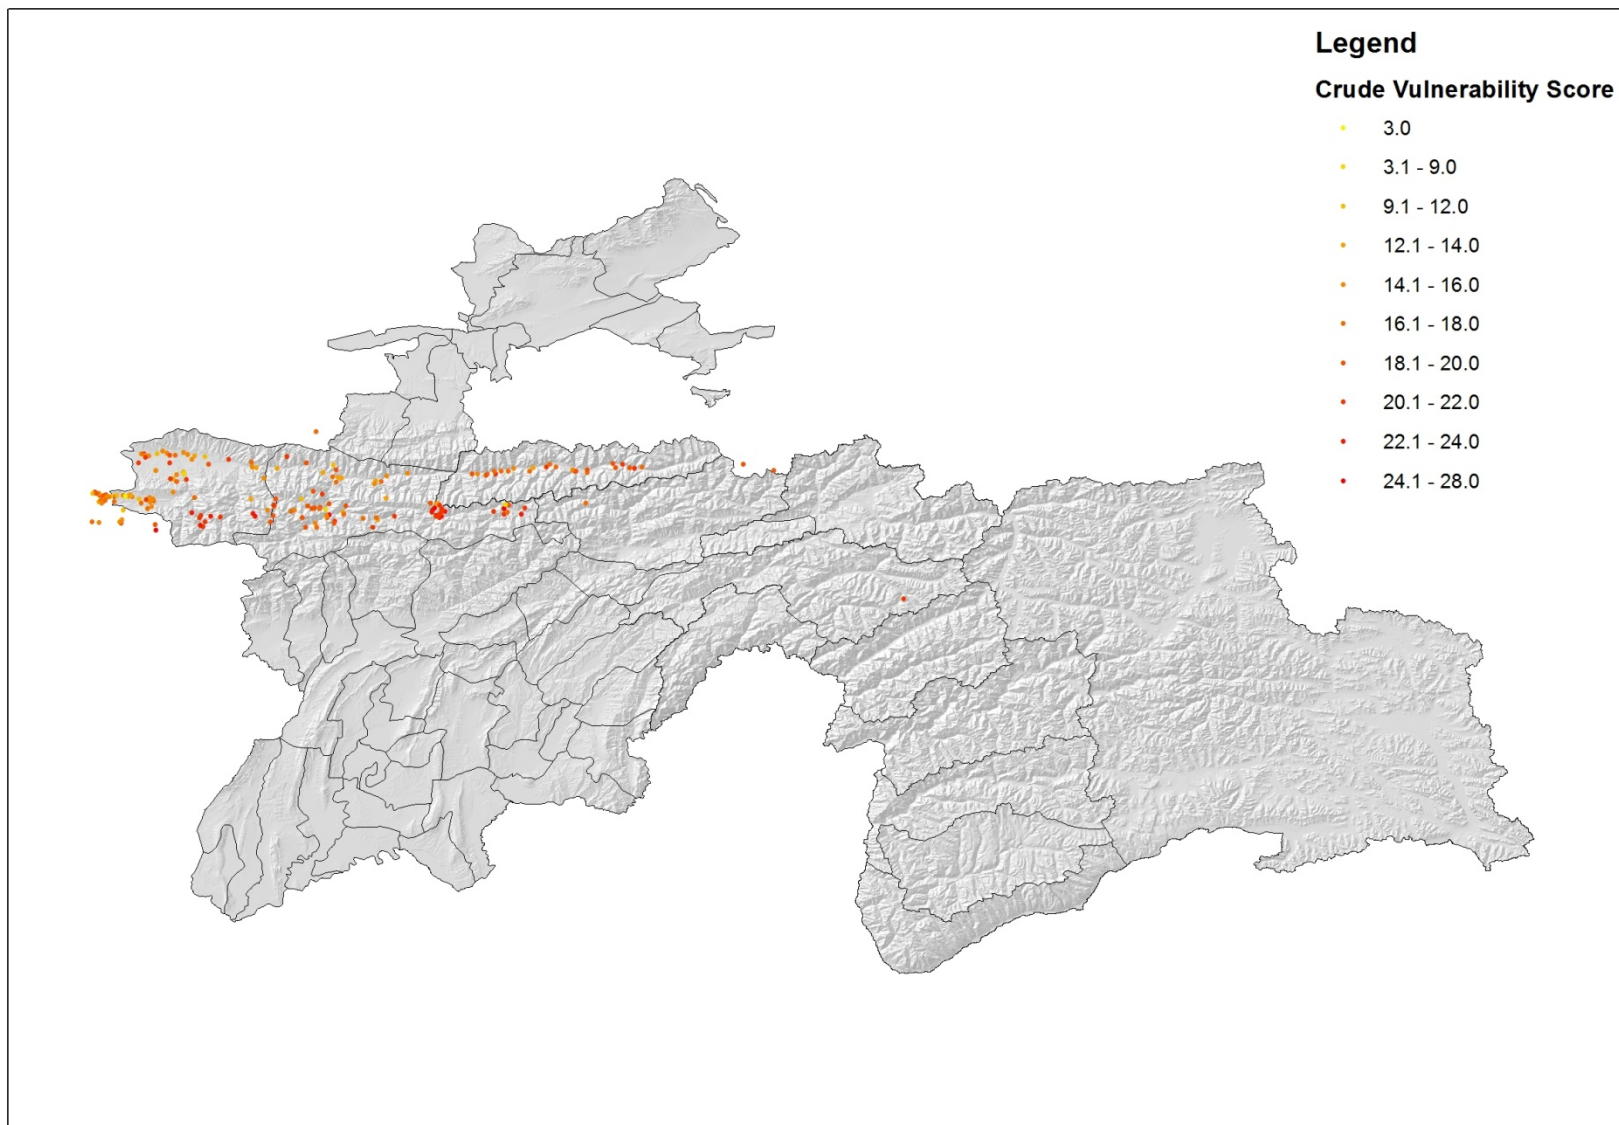 Legend
Crude Vulnerability Score
3.0
3.1 - 9.0
9.1 - 12.0
12.1 - 14.0
14.1 - 16.0
16.1 - 18.0
18.1 - 20.0
20.1 - 22.0
22.1 - 24.0
24.1 - 28.0